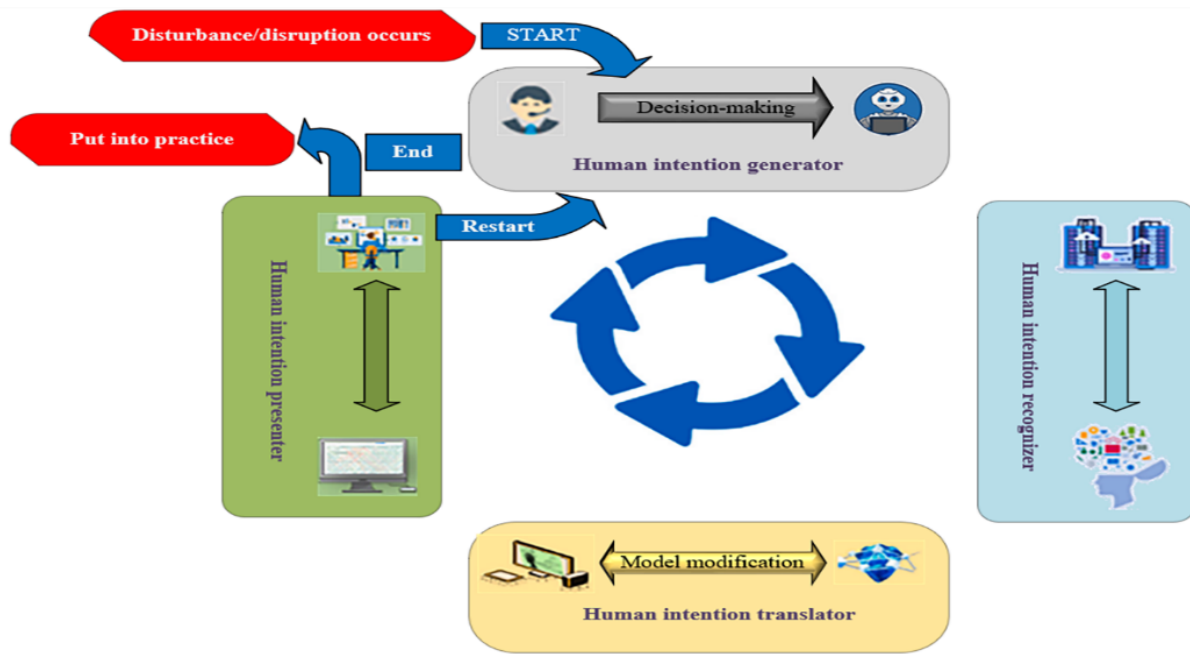 Disturbance/disruption occurs
START
Decision-making
Put into practice
End
Human intention generator
Restart
Human intention presenter
Human intention recognizer
Model modification
Human intention translator